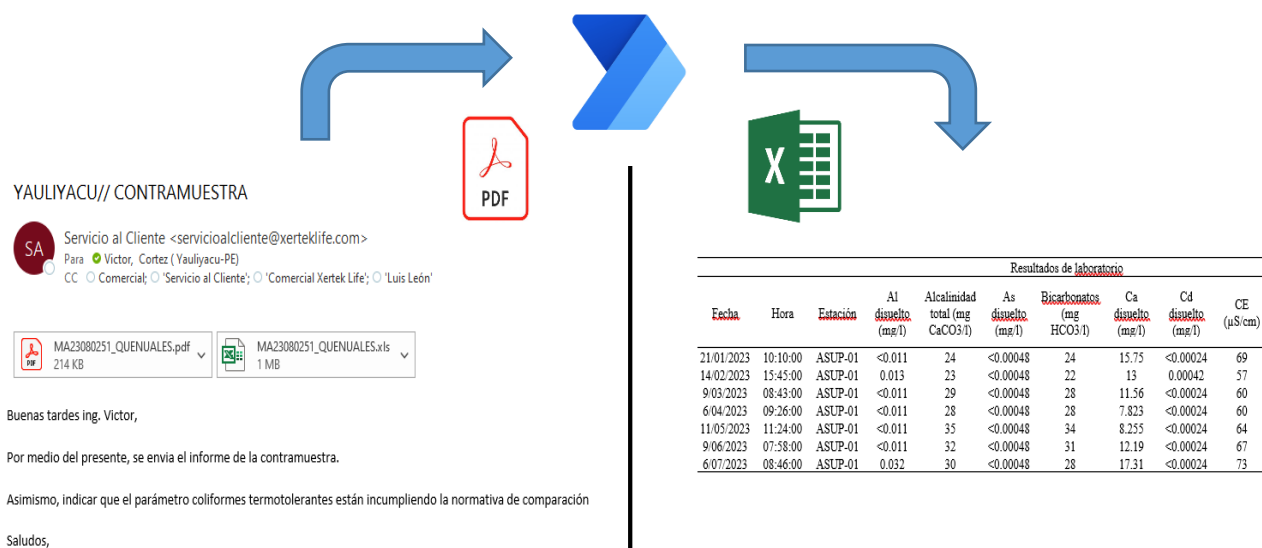 PDF
X
YAULIYACU// CONTRAMUESTRA
SA
Servicio al Cliente <servicioalcliente@xerteklife.com>
Para Victor, Cortez ( Yauliyacu-PE)
CC Comercial; 'Servicio al Cliente'; 'Comercial Xertek Life'; 'Luis León'
PDF
MA23080251_QUENUALES.pdf
214 KB
MA23080251_QUENUALES.xls
1 MB
Buenas tardes ing. Victor,
Por medio del presente, se envia el informe de la contramuestra.
Asimismo, indicar que el parámetro coliformes termotolerantes están incumpliendo la normativa de comparación
Saludos,
Resultados de laboratorio
Fecha Hora Estación Al disuelto (mg/l) Alcalinidad total (mg CaCO3/l) As disuelto (mg/l) Bicarbonatos (mg HCO3/l) Ca disuelto (mg/l) Cd disuelto (mg/l) CE (µS/cm)
21/01/2023 10:10:00 ASUP-01 <0.011 24 <0.00048 24 15.75 <0.00024 69
14/02/2023 15:45:00 ASUP-01 0.013 23 <0.00048 22 13 0.00042 57
9/03/2023 08:43:00 ASUP-01 <0.011 29 <0.00048 28 11.56 <0.00024 60
6/04/2023 09:26:00 ASUP-01 <0.011 28 <0.00048 28 7.823 <0.00024 60
11/05/2023 11:24:00 ASUP-01 <0.011 35 <0.00048 34 8.255 <0.00024 64
9/06/2023 07:58:00 ASUP-01 <0.011 32 <0.00048 31 12.19 <0.00024 67
6/07/2023 08:46:00 ASUP-01 0.032 30 <0.00048 28 17.31 <0.00024 73